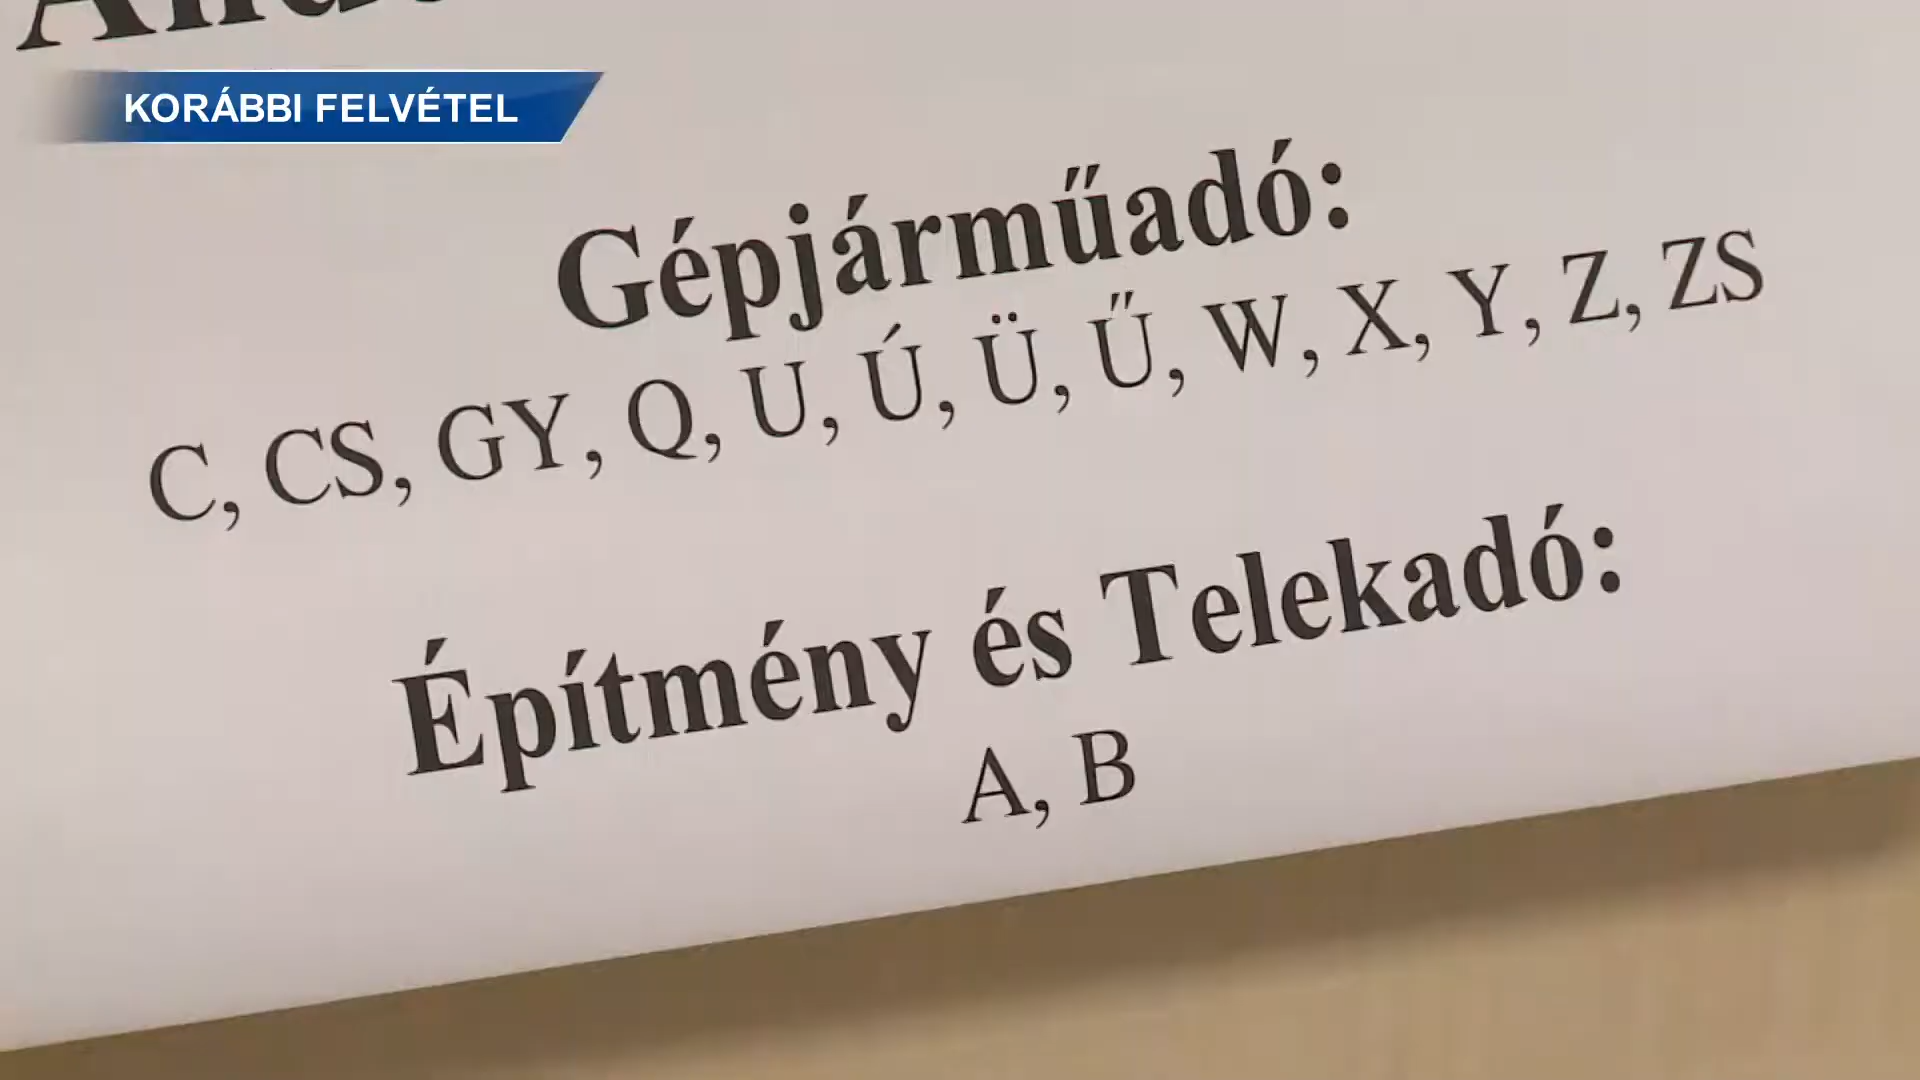 KORÁBBI FELVÉTEL
Gépjárműadó:
C, CS, GY, Q, U, Ú, Ü, Ű, W, X, Y, Z, ZS
Építmény és Telekadó:
A, B